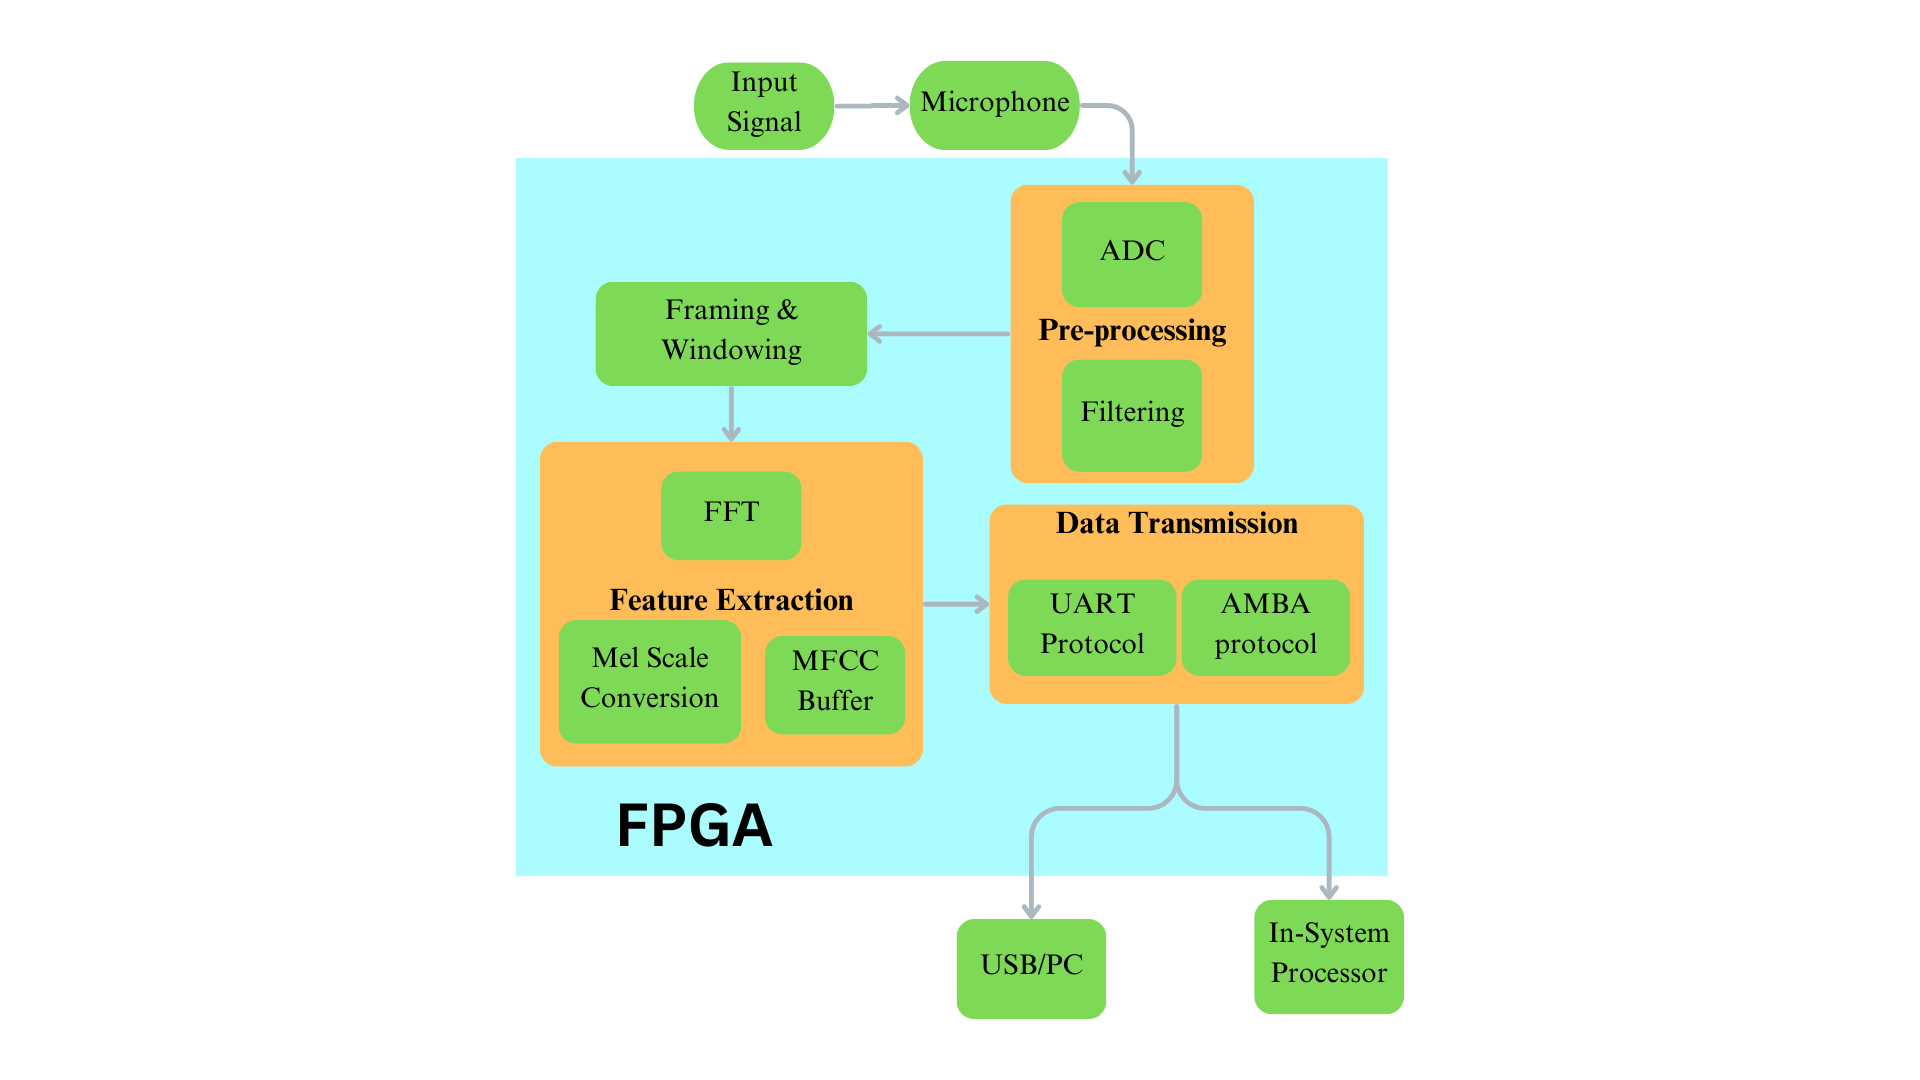 Input
Signal
Microphone
ADC
Pre-processing
Filtering
Framing &
Windowing
FFT
Feature Extraction
Mel Scale
Conversion
MFCC
Buffer
Data Transmission
UART
Protocol
AMBA
protocol
FPGA
USB/PC
In-System
Processor